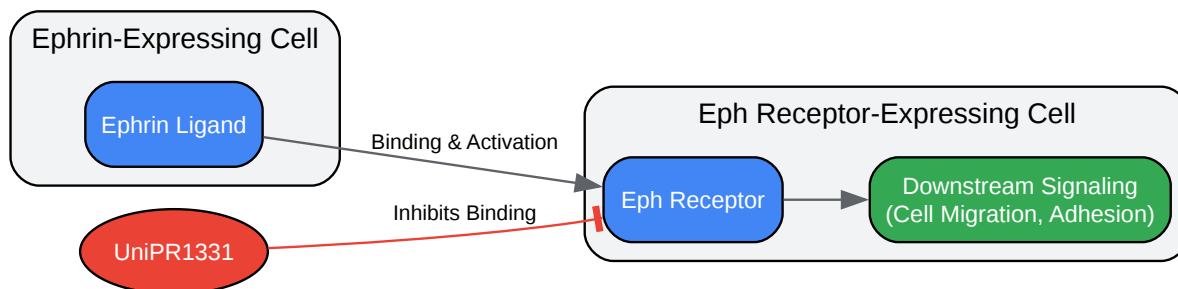 Ephrin-Expressing Cell
Ephrin Ligand
Binding & Activation
Eph Receptor-Expressing Cell
Eph Receptor
Downstream Signaling
(Cell Migration, Adhesion)
Inhibits Binding
UniPR1331